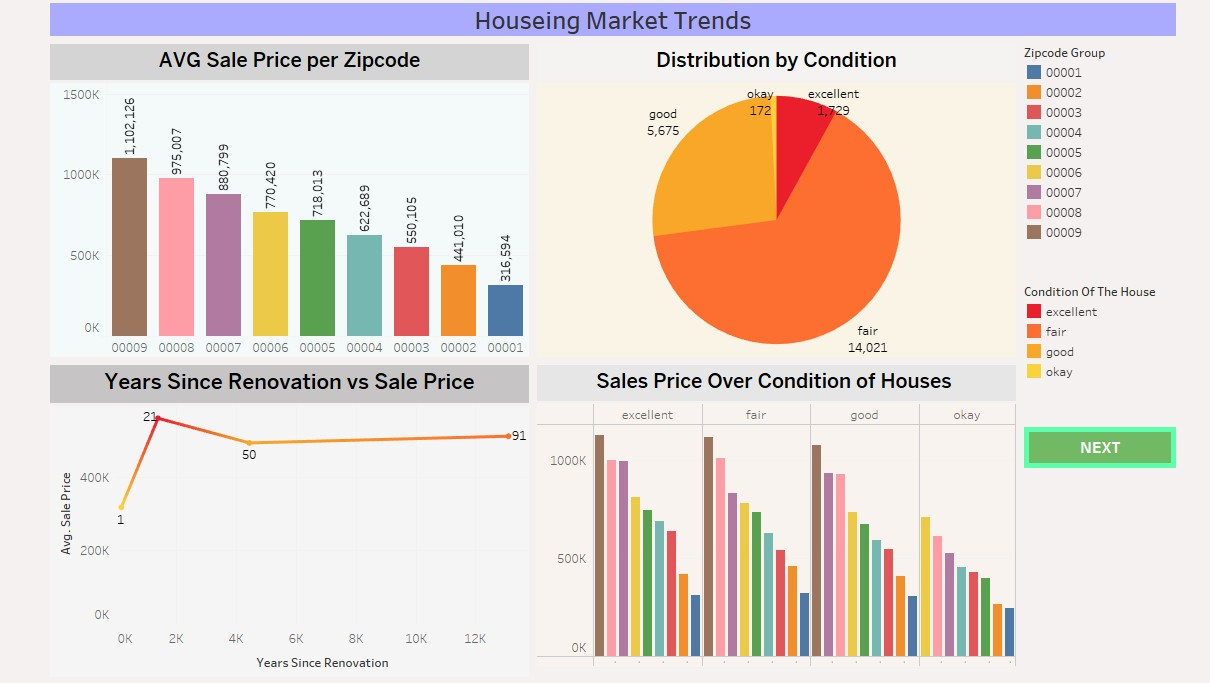 Houseing Market Trends
AVG Sale Price per Zipcode
1500K
1000K
500K
0K
1,102,126
975,007
880,799
770,420
718,013
622,689
550,105
441,010
316,594
00009 00008 00007 00006 00005 00004 00003 00002 00001
Distribution by Condition
okay
172
excellent
1,729
good
5,675
fair
14,021
Zipcode Group
00001
00002
00003
00004
00005
00006
00007
00008
00009
Condition Of The House
excellent
fair
good
okay
NEXT
Years Since Renovation vs Sale Price
Avg. Sale Price
400K
200K
0K
21
50
91
1
0K 2K 4K 6K 8K 10K 12K
Years Since Renovation
Sales Price Over Condition of Houses
excellent fair good okay
1000K
500K
0K